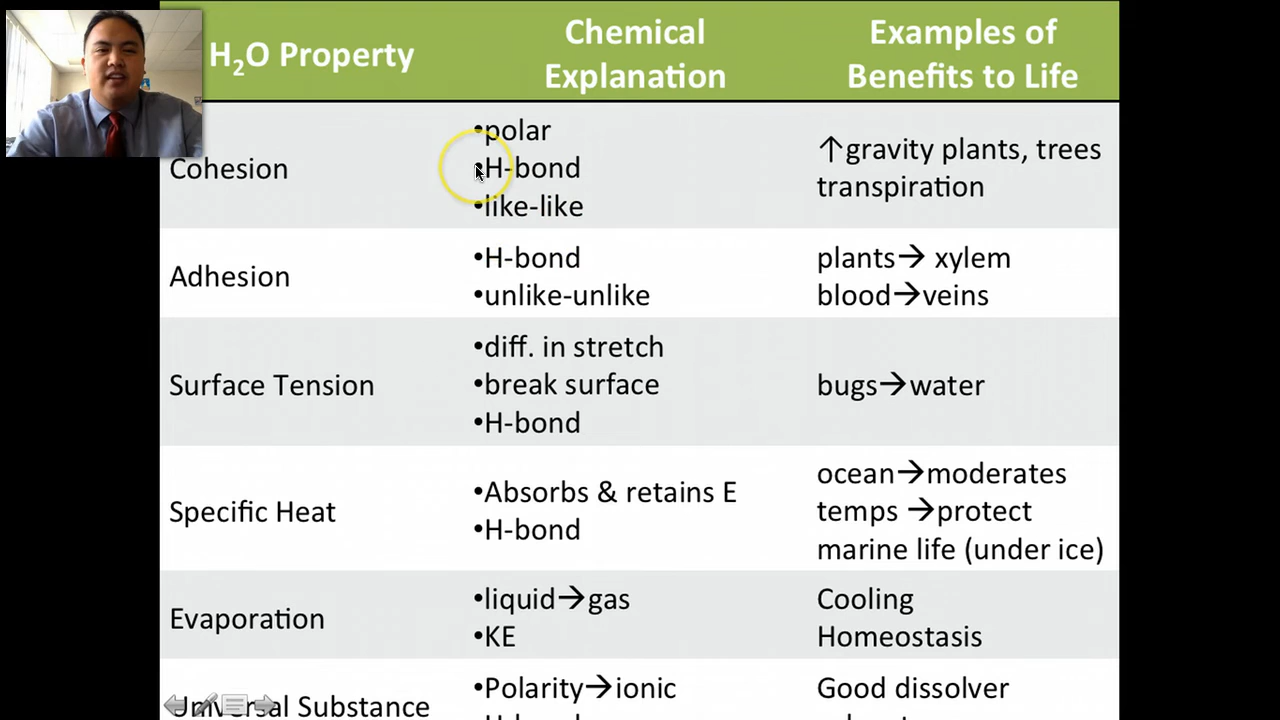 H₂O Property
Chemical
Explanation
Examples of
Benefits to Life
Cohesion
•polar
•H-bond
•like-like
↑gravity plants, trees
transpiration
Adhesion
•H-bond
•unlike-unlike
plants→ xylem
blood→veins
Surface Tension
•diff. in stretch
•break surface
•H-bond
bugs→water
Specific Heat
•Absorbs & retains E
•H-bond
ocean→moderates
temps →protect
marine life (under ice)
Evaporation
•liquid→gas
•KE
Cooling
Homeostasis
Universal Substance
•Polarity→ionic
Good dissolver